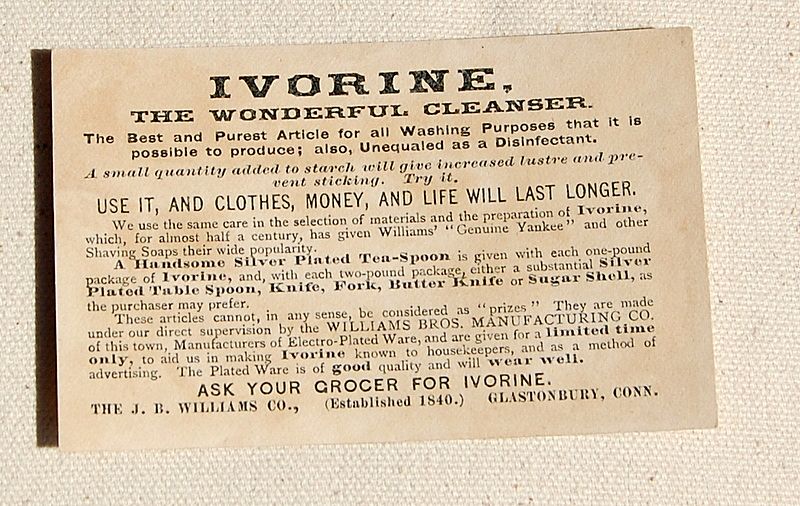 IVORINE,
THE WONDERFUL CLEANSER.
The Best and Purest Article for all Washing Purposes that it is
possible to produce; also, Unequaled as a Disinfectant.
A small quantity added to starch will give increased lustre and pre-
vent sticking. Try it.
USE IT, AND CLOTHES, MONEY, AND LIFE WILL LAST LONGER.
We use the same care in the selection of materials and the preparation of Ivorine,
which, for almost half a century, has given Williams' "Genuine Yankee" and other
Shaving Soaps their wide popularity.
A Handsome Silver Plated Tea-Spoon is given with each one-pound
package of Ivorine, and, with each two-pound package, either a substantial Silver
Plated Table Spoon, Knife, Fork, Butter Knife or Sugar Shell, as
the purchaser may prefer.
These articles cannot, in any sense, be considered as "prizes" They are made
under our direct supervision by the WILLIAMS BROS. MANUFACTURING CO.
of this town, Manufacturers of Electro-Plated Ware, and are given for a limited time
only, to aid us in making Ivorine known to housekeepers, and as a method of
advertising. The Plated Ware is of good quality and will wear well.
ASK YOUR GROCER FOR IVORINE.
THE J. B. WILLIAMS CO., (Established 1840.) GLASTONBURY, CONN.